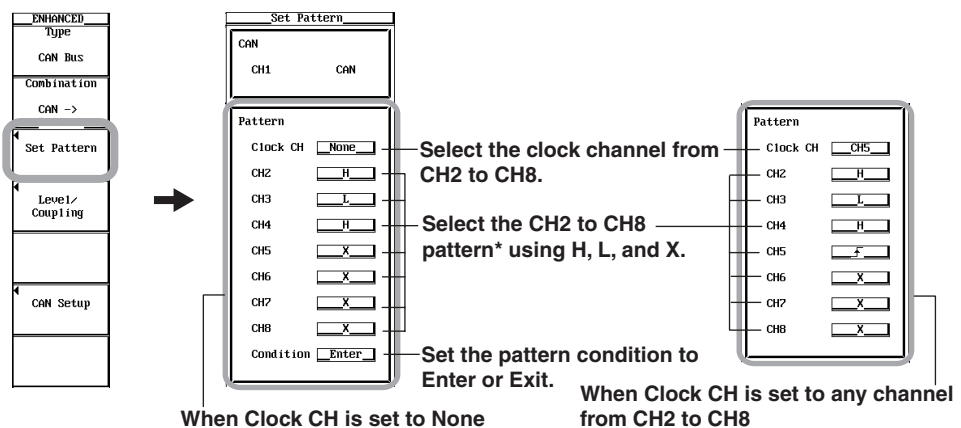 ENHANCED
Type
CAN Bus
Combination
CAN ->
Set Pattern
Level/
Coupling
CAN Setup
Set Pattern
CAN
CH1 CAN
Pattern
Clock CH None
CH2 H
CH3 L
CH4 H
CH5 X
CH6 X
CH7 X
CH8 X
Condition Enter
Select the clock channel from
CH2 to CH8.
Select the CH2 to CH8
pattern* using H, L, and X.
Set the pattern condition to
Enter or Exit.
When Clock CH is set to None
Pattern
Clock CH CH5
CH2 H
CH3 L
CH4 H
CH5
CH6 X
CH7 X
CH8 X
When Clock CH is set to any channel
from CH2 to CH8